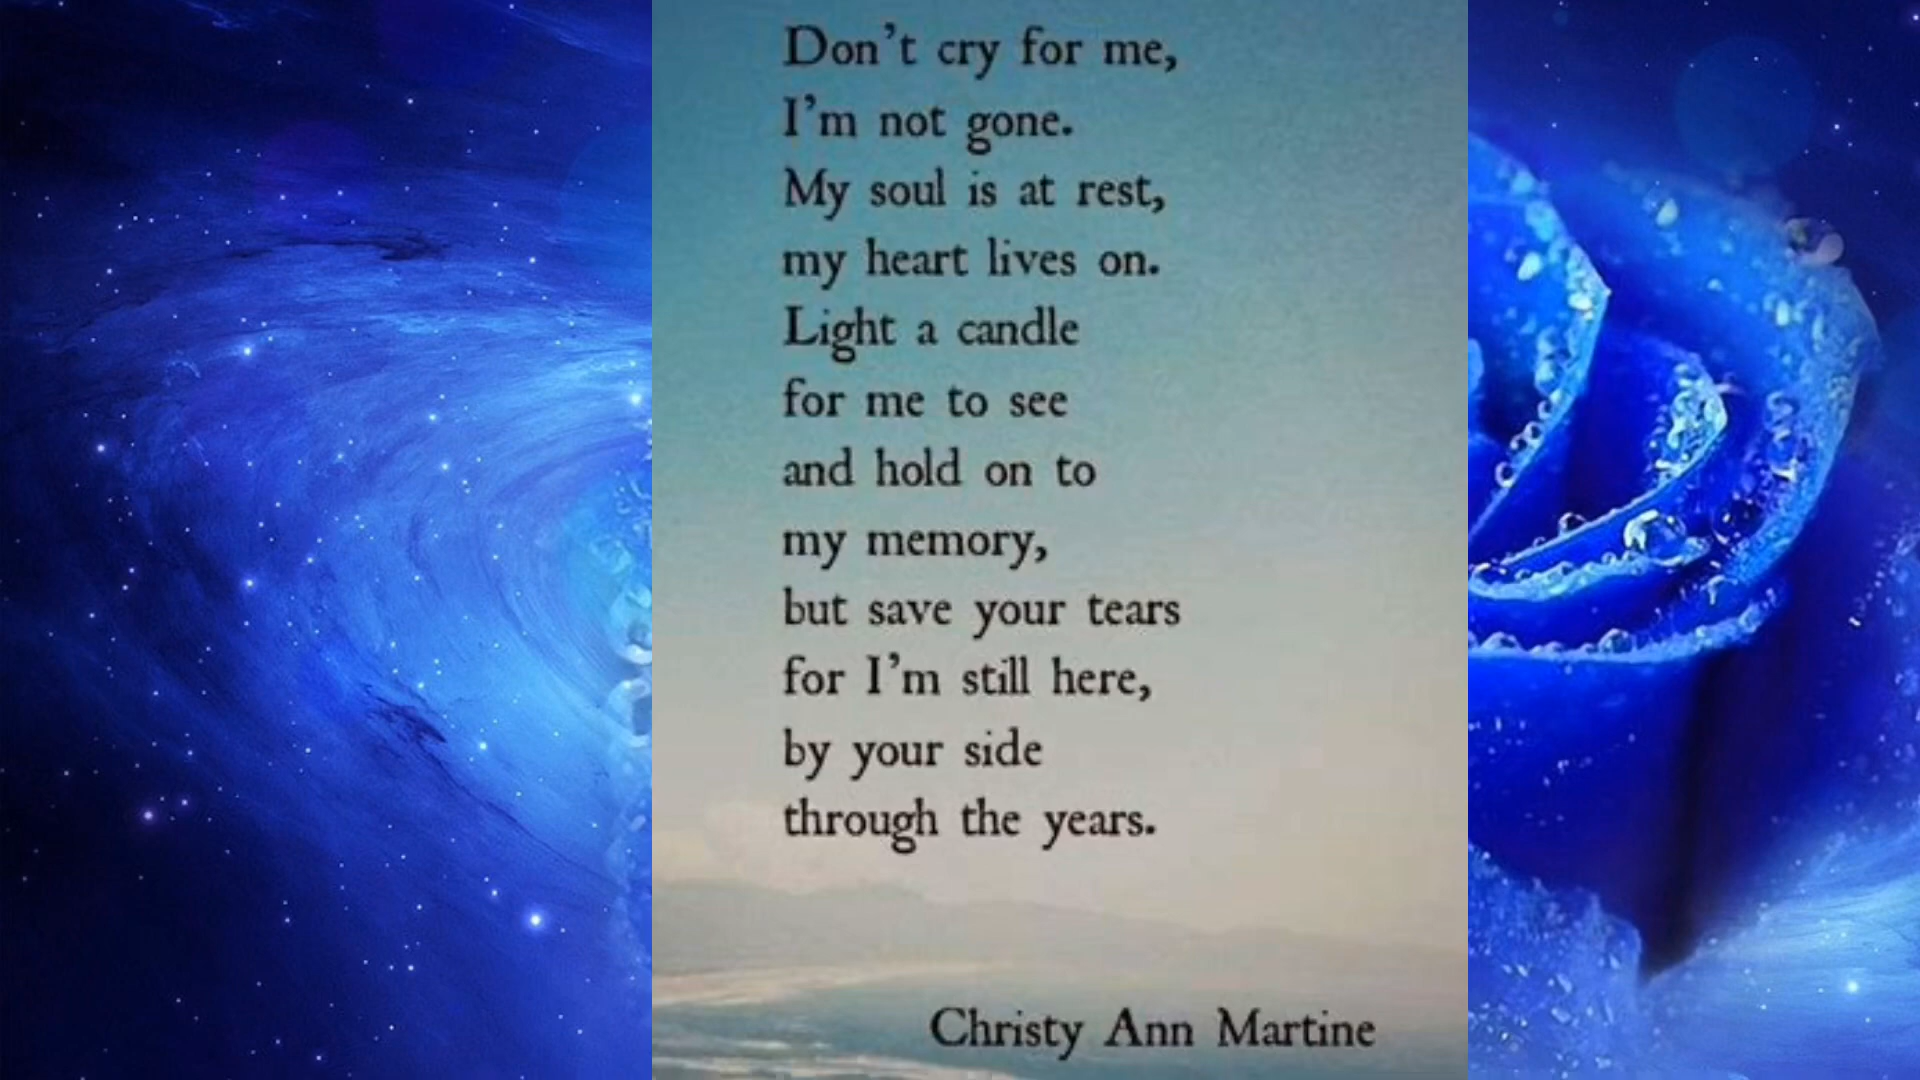 Don't cry for me,
I'm not gone.
My soul is at rest,
my heart lives on.
Light a candle
for me to see
and hold on to
my memory,
but save your tears
for I'm still here,
by your side
through the years.
Christy Ann Martine